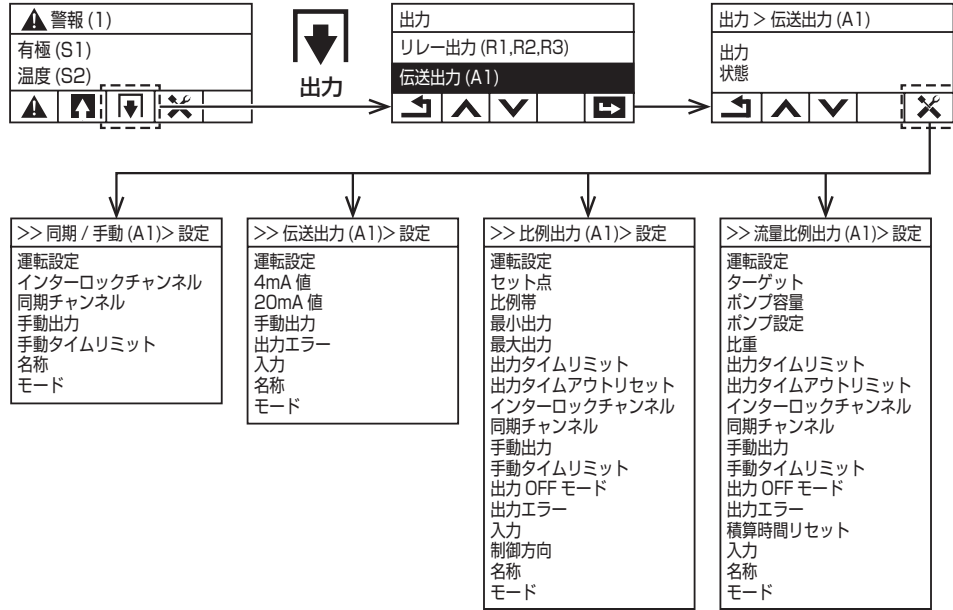 警報 (1)
有極 (S1)
温度 (S2)
出力
出力
リレー出力 (R1,R2,R3)
伝送出力 (A1)
出力 > 伝送出力 (A1)
出力
状態
>> 同期 / 手動 (A1)> 設定
運転設定
インターロックチャンネル
同期チャンネル
手動出力
手動タイムリミット
名称
モード
>> 伝送出力 (A1)> 設定
運転設定
4mA 値
20mA 値
手動出力
出力エラー
入力
名称
モード
>> 比例出力 (A1)> 設定
運転設定
セット点
比例帯
最小出力
最大出力
出力タイムリミット
出力タイムアウトリセット
インターロックチャンネル
同期チャンネル
手動出力
手動タイムリミット
出力 OFF モード
出力エラー
入力
制御方向
名称
モード
>> 流量比例出力 (A1)> 設定
運転設定
ターゲット
ポンプ容量
ポンプ設定
比重
出力タイムリミット
出力タイムアウトリミット
インターロックチャンネル
同期チャンネル
手動出力
手動タイムリミット
出力 OFF モード
出力エラー
積算時間リセット
入力
名称
モード